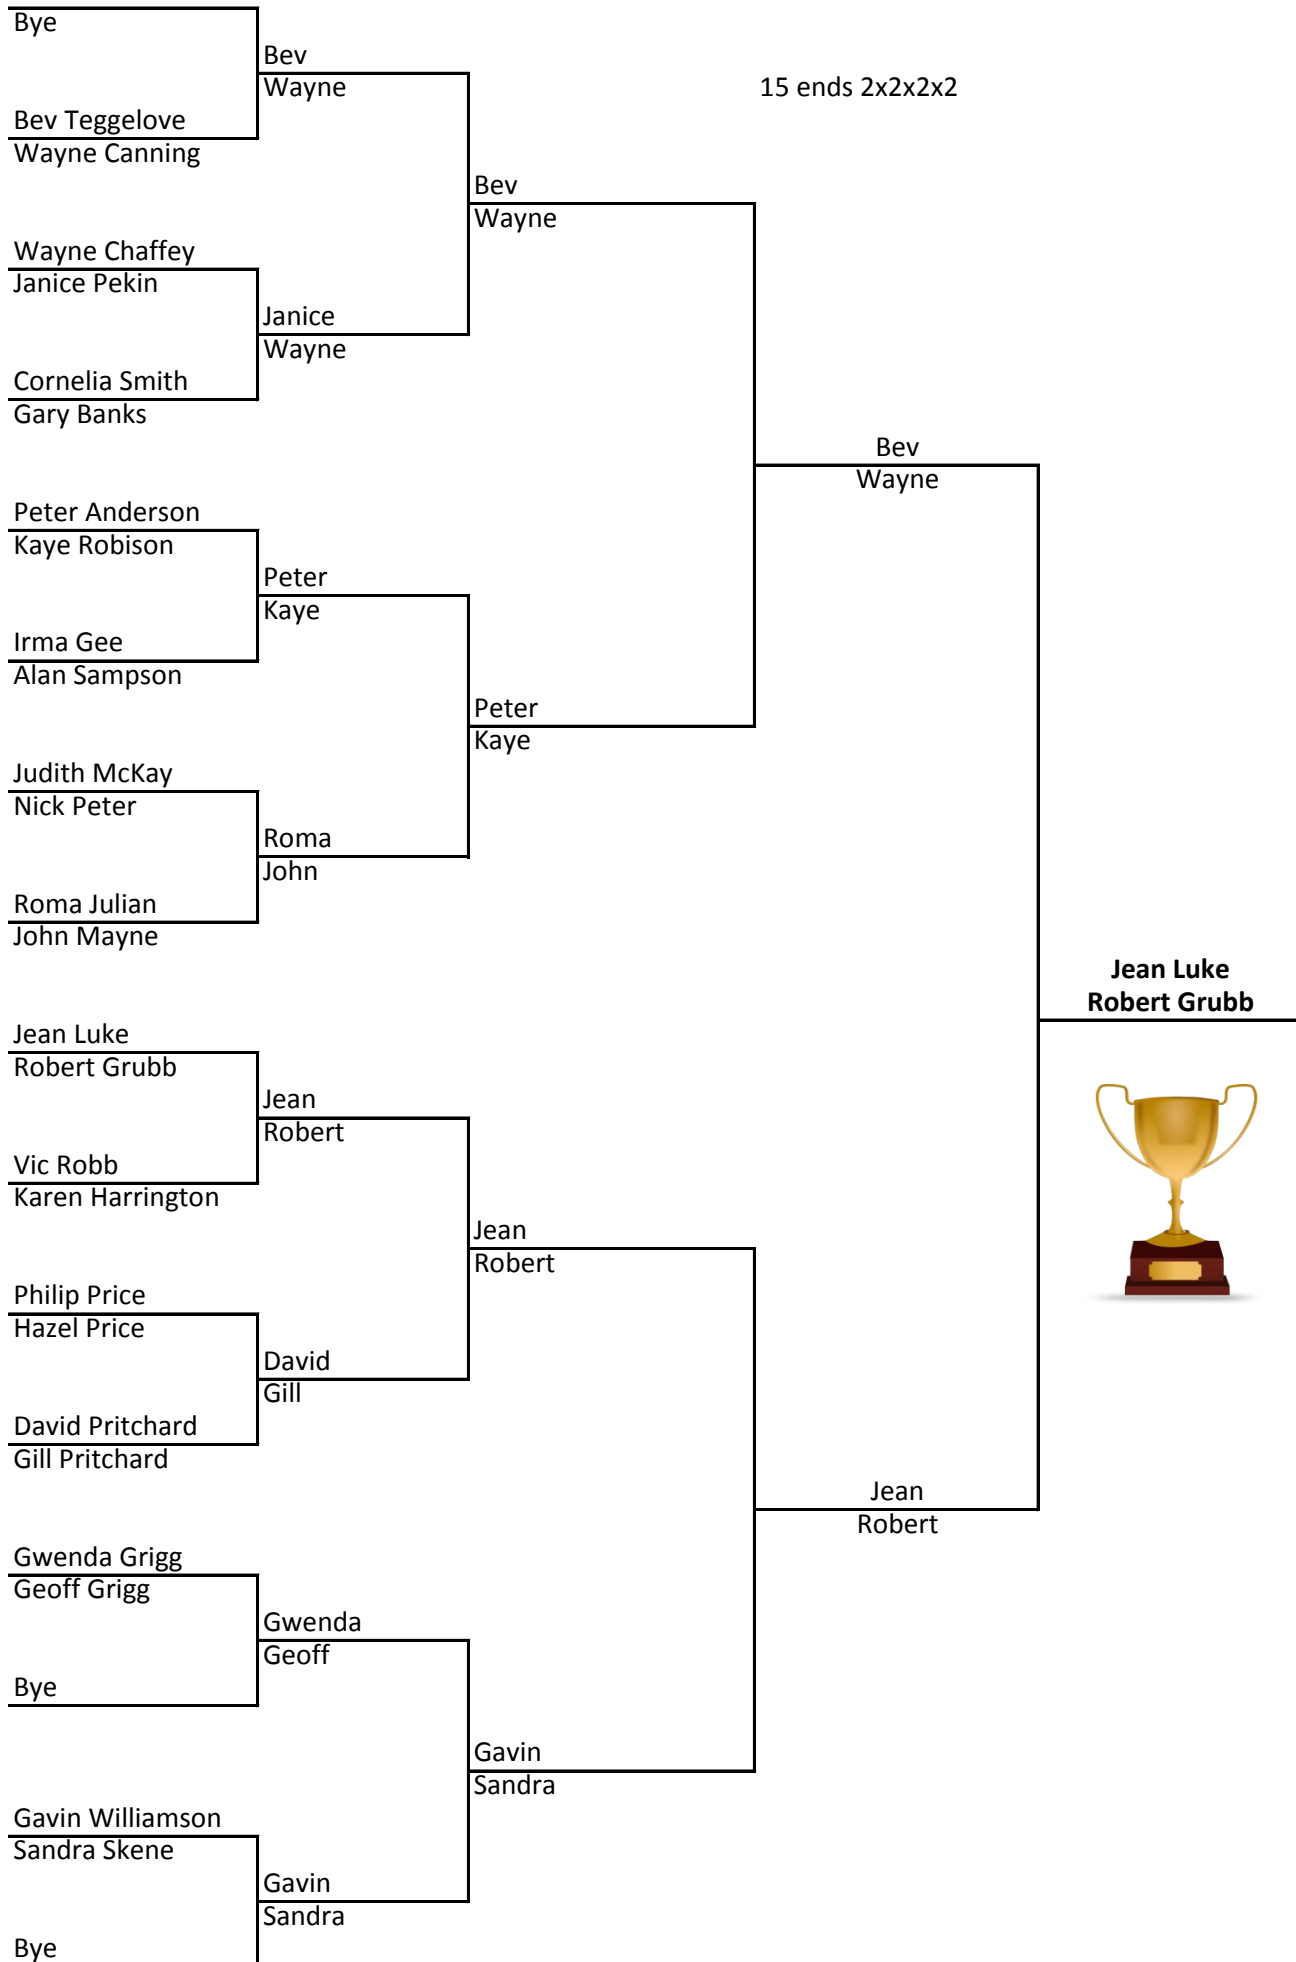 Bye
Bev
Wayne
15 ends 2x2x2x2
Bev Teggelove
Wayne Canning
Bev
Wayne
Wayne Chaffey
Janice Pekin
Janice
Wayne
Cornelia Smith
Gary Banks
Bev
Wayne
Peter Anderson
Kaye Robison
Peter
Kaye
Irma Gee
Alan Sampson
Peter
Kaye
Judith McKay
Nick Peter
Roma
John
Roma Julian
John Mayne
Jean Luke
Robert Grubb
Jean Luke
Robert Grubb
Jean
Robert
Vic Robb
Karen Harrington
Jean
Robert
Philip Price
Hazel Price
David
Gill
David Pritchard
Gill Pritchard
Jean
Robert
Gwenda Grigg
Geoff Grigg
Gwenda
Geoff
Bye
Gavin
Sandra
Gavin Williamson
Sandra Skene
Gavin
Sandra
Bye